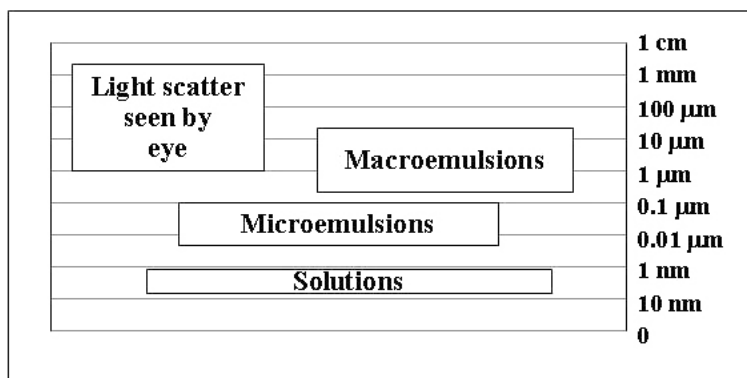 Light scatter
seen by
eye
Macroemulsions
Microemulsions
Solutions
1 cm
1 mm
100 µm
10 µm
1 µm
0.1 µm
0.01 µm
1 nm
10 nm
0